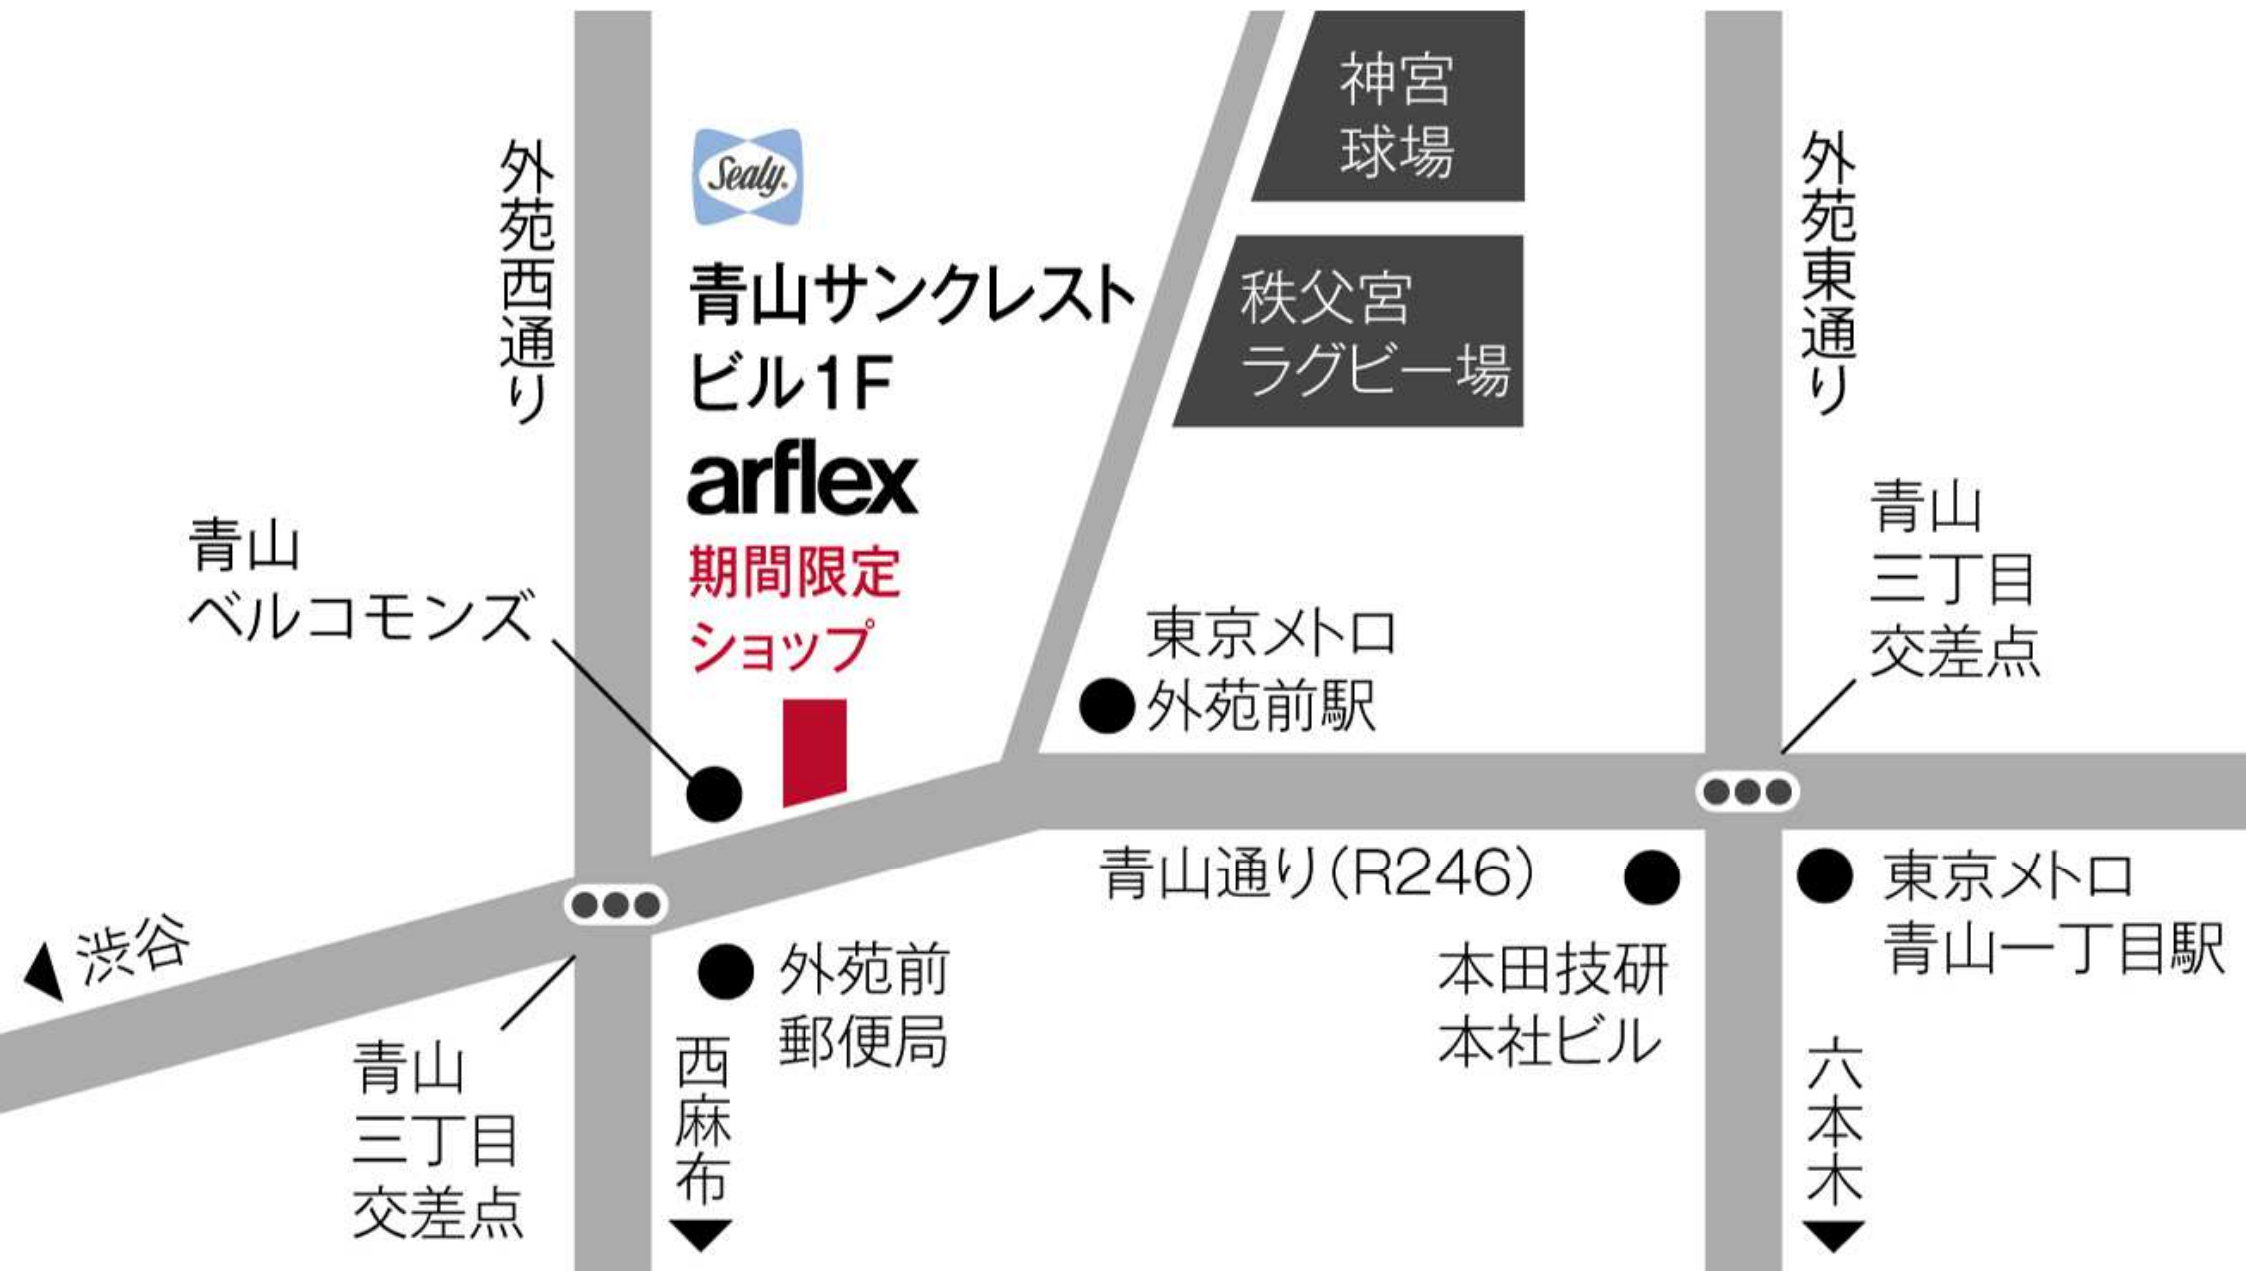 神宮
球場
外苑西通り
Sealy.
外苑東通り
青山サンクレスト
ビル1F
arflex
期間限定
ショップ
秩父宮
ラグビー場
青山
ベルコモンズ
青山
三丁目
交差点
東京メトロ
外苑前駅
青山通り(R246)
東京メトロ
青山一丁目駅
渋谷
外苑前
郵便局
本田技研
本社ビル
青山
三丁目
交差点
西麻布
六本木